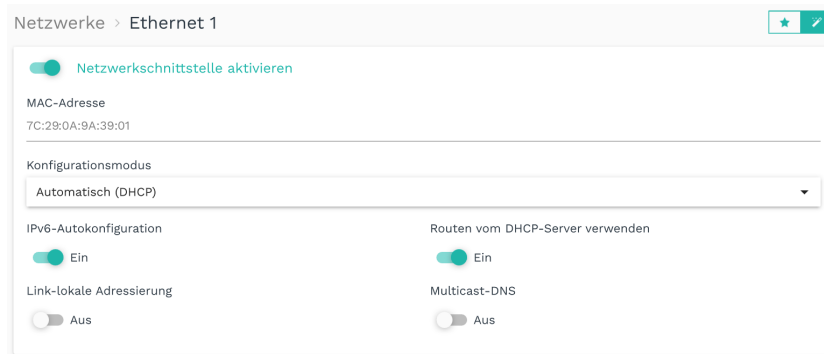 Netzwerke > Ethernet 1
Netzwerkschnittstelle aktivieren
MAC-Adresse
7C:29:0A:9A:39:01
Konfigurationsmodus
Automatisch (DHCP)
IPv6-Autokonfiguration
Routen vom DHCP-Server verwenden
Ein
Ein
Link-lokale Adressierung
Multicast-DNS
Aus
Aus